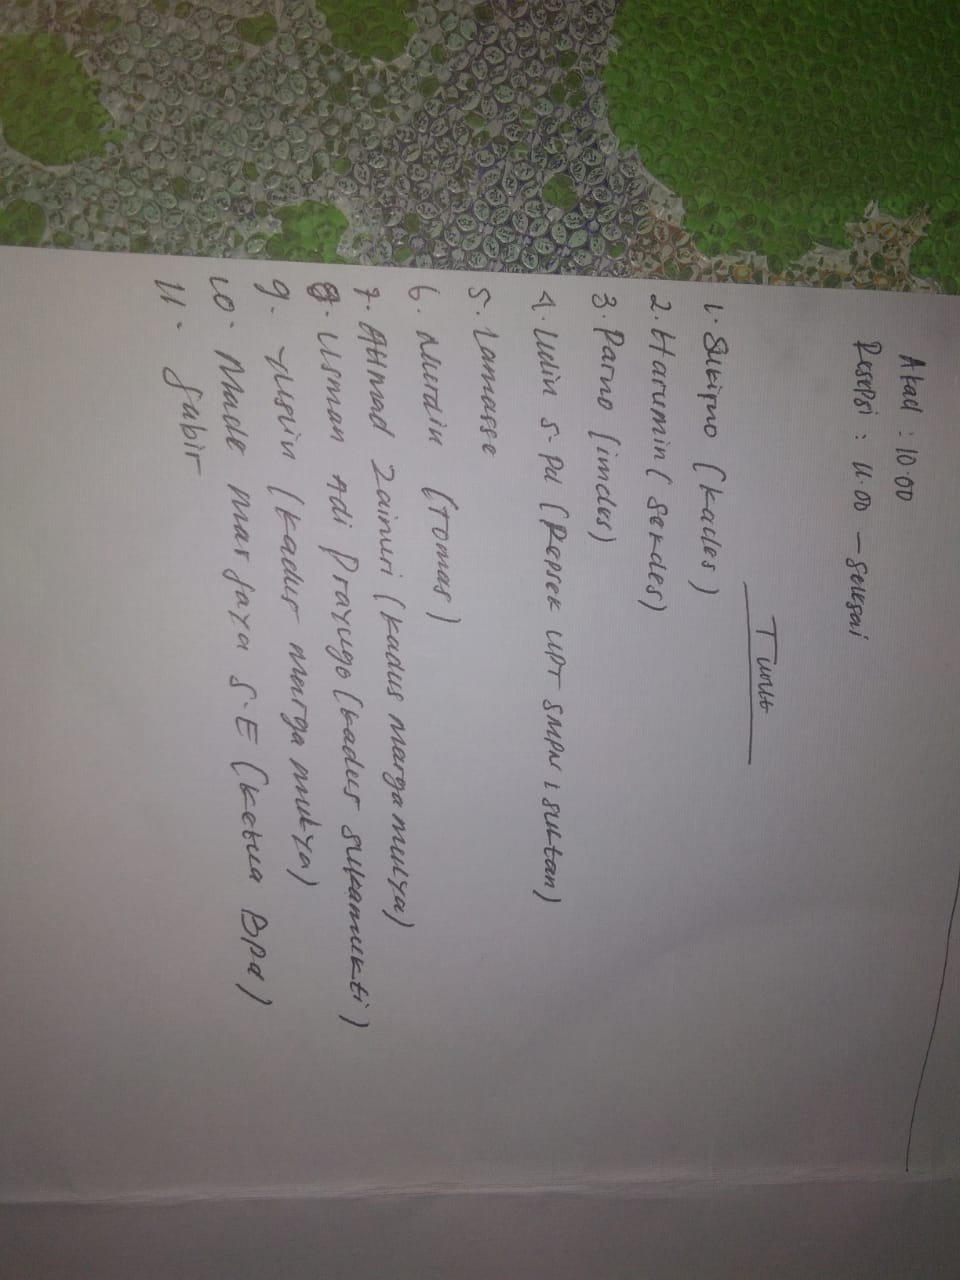 Akad : 10.00
Resepsi : 11.00 - selesai
Turut
1. Sukirno (kades)
2. Harumin (sekdes)
3. Parno (imdes)
4. Udin S.Pd (Kepsek UPT SMPN 1 sultan)
5. Lamasse
6. Nurdin (Tomas)
7. AHmad Zainuri (kadus marga mulya)
8. Usman Adi Prayugo (kadus sukamukti)
9. Yusuin (kadus marga mulya)
10. Made mar jaya S.E (Ketua BPd)
11. Sabir